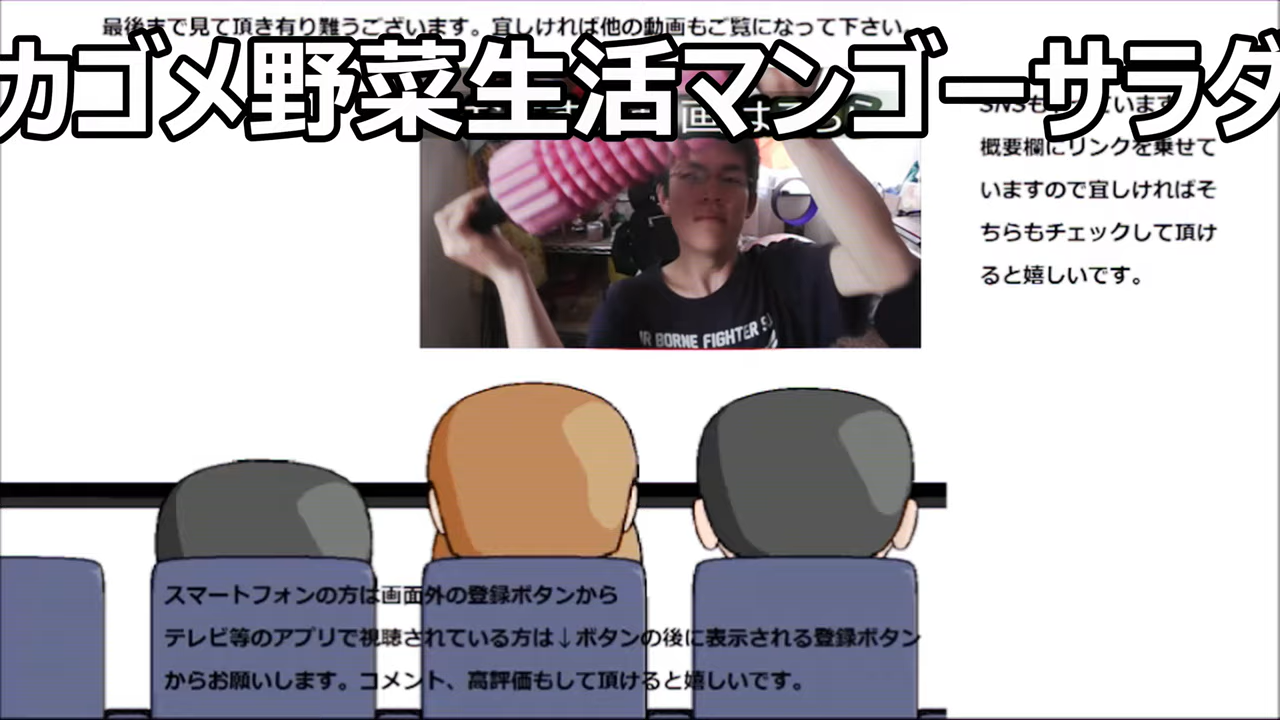 最後まで見て頂き有り難うございます。宜しければ他の動画もご覧になって下さい。
カゴメ野菜生活マンゴーサラダ
概要欄にリンクを乗せて
いますので宜しければそ
ちらもチェックして頂け
ると嬉しいです。
BORNE FIGHTER
スマートフォンの方は画面外の登録ボタンから
テレビ等のアプリで視聴されている方は↓ボタンの後に表示される登録ボタン
からお願いします。コメント、高評価もして頂けると嬉しいです。